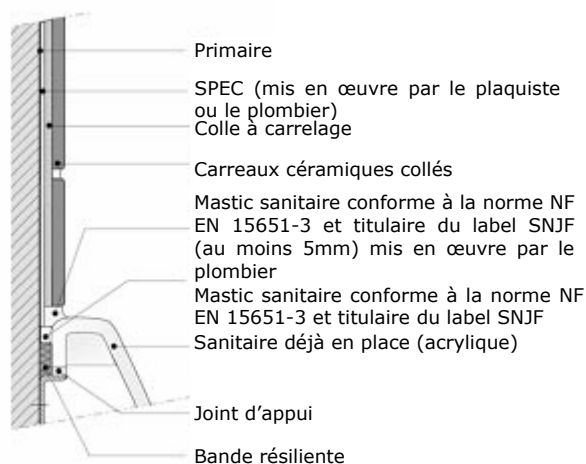 Primaire
SPEC (mis en œuvre par le plaquiste
ou le plombier)
Colle à carrelage
Carreaux céramiques collés
Mastic sanitaire conforme à la norme NF
EN 15651-3 et titulaire du label SNJF
(au moins 5mm) mis en œuvre par le
plombier
Mastic sanitaire conforme à la norme NF
EN 15651-3 et titulaire du label SNJF
Sanitaire déjà en place (acrylique)
Joint d’appui
Bande résiliente